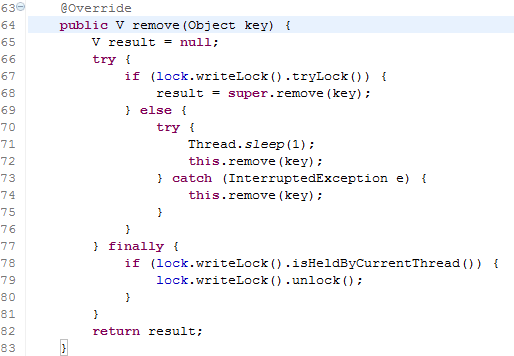 63 @Override
64 public V remove(Object key) {
65 V result = null;
66 try {
67 if (lock.writeLock().tryLock()) {
68 result = super.remove(key);
69 } else {
70 try {
71 Thread.sleep(1);
72 this.remove(key);
73 } catch (InterruptedException e) {
74 this.remove(key);
75 }
76 }
77 } finally {
78 if (lock.writeLock().isHeldByCurrentThread()) {
79 lock.writeLock().unlock();
80 }
81 }
82 return result;
83 }